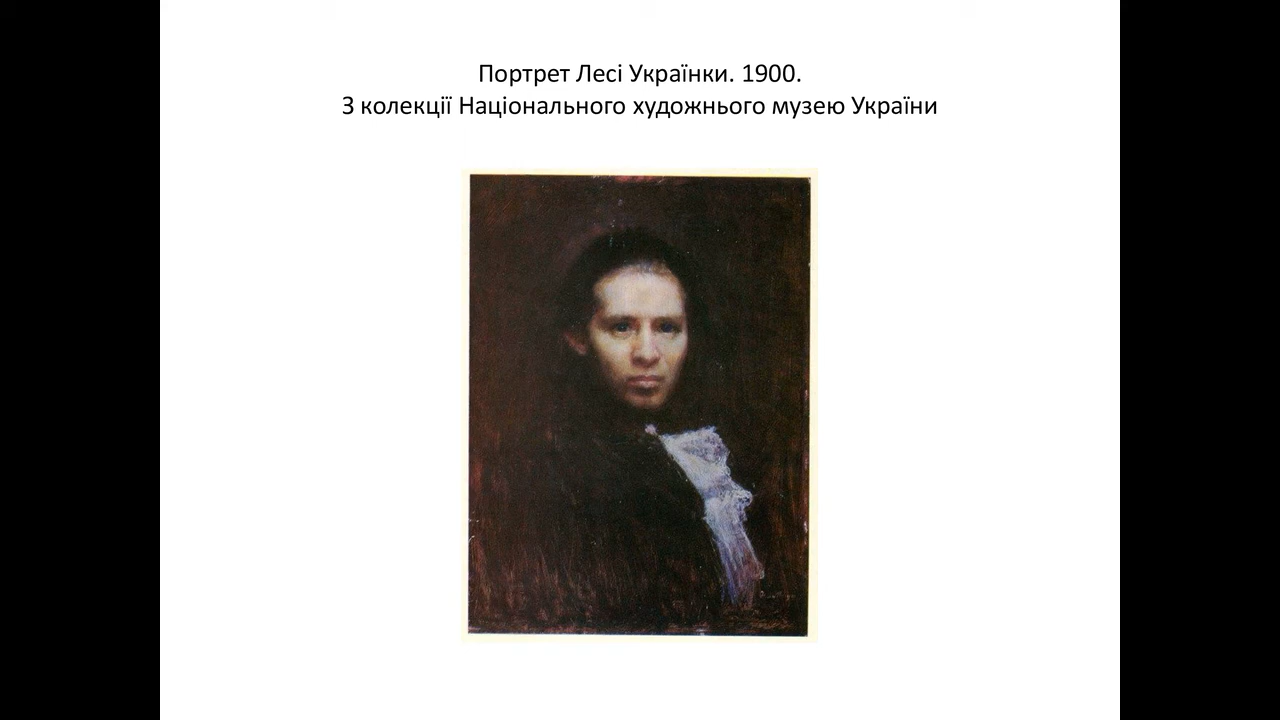 Портрет Лесі Українки. 1900.
З колекції Національного художнього музею України